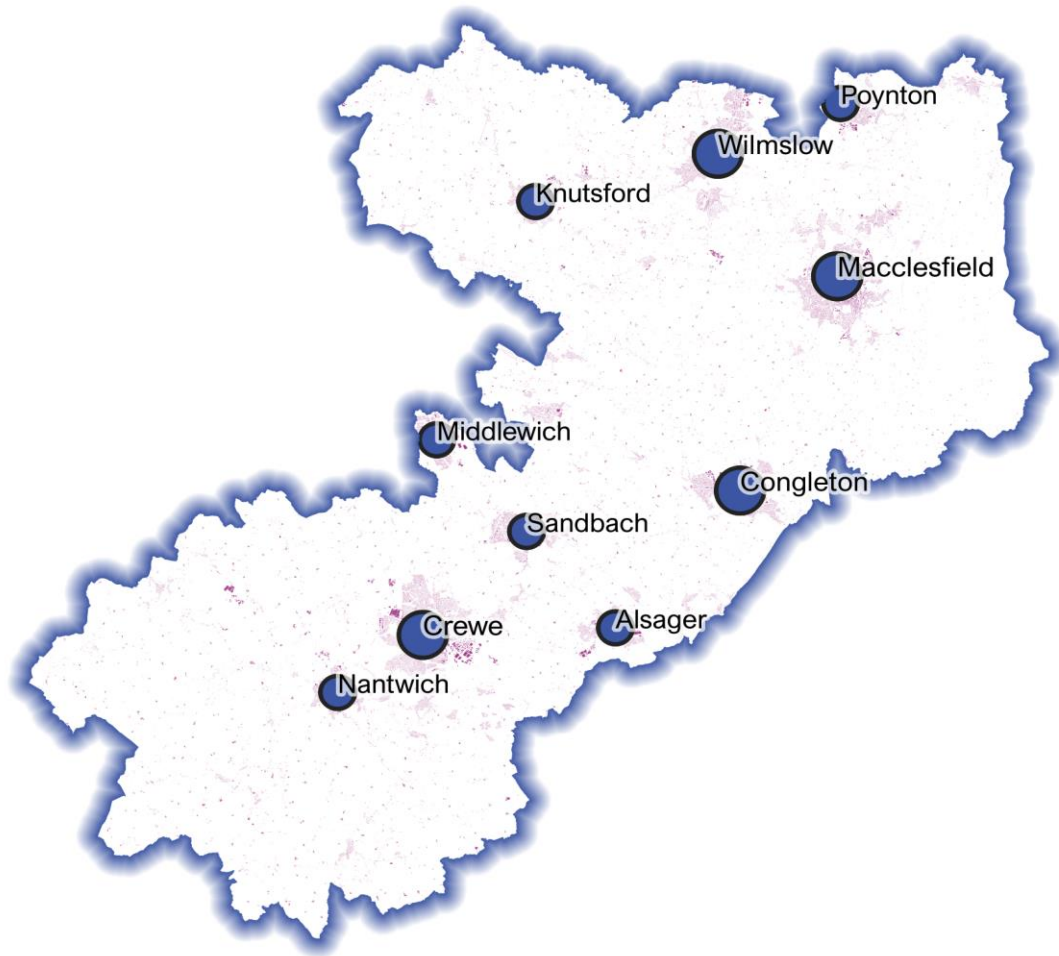 Poynton
Wilmslow
Knutsford
Macclesfield
Middlewich
Congleton
Sandbach
Alsager
Crewe
Nantwich